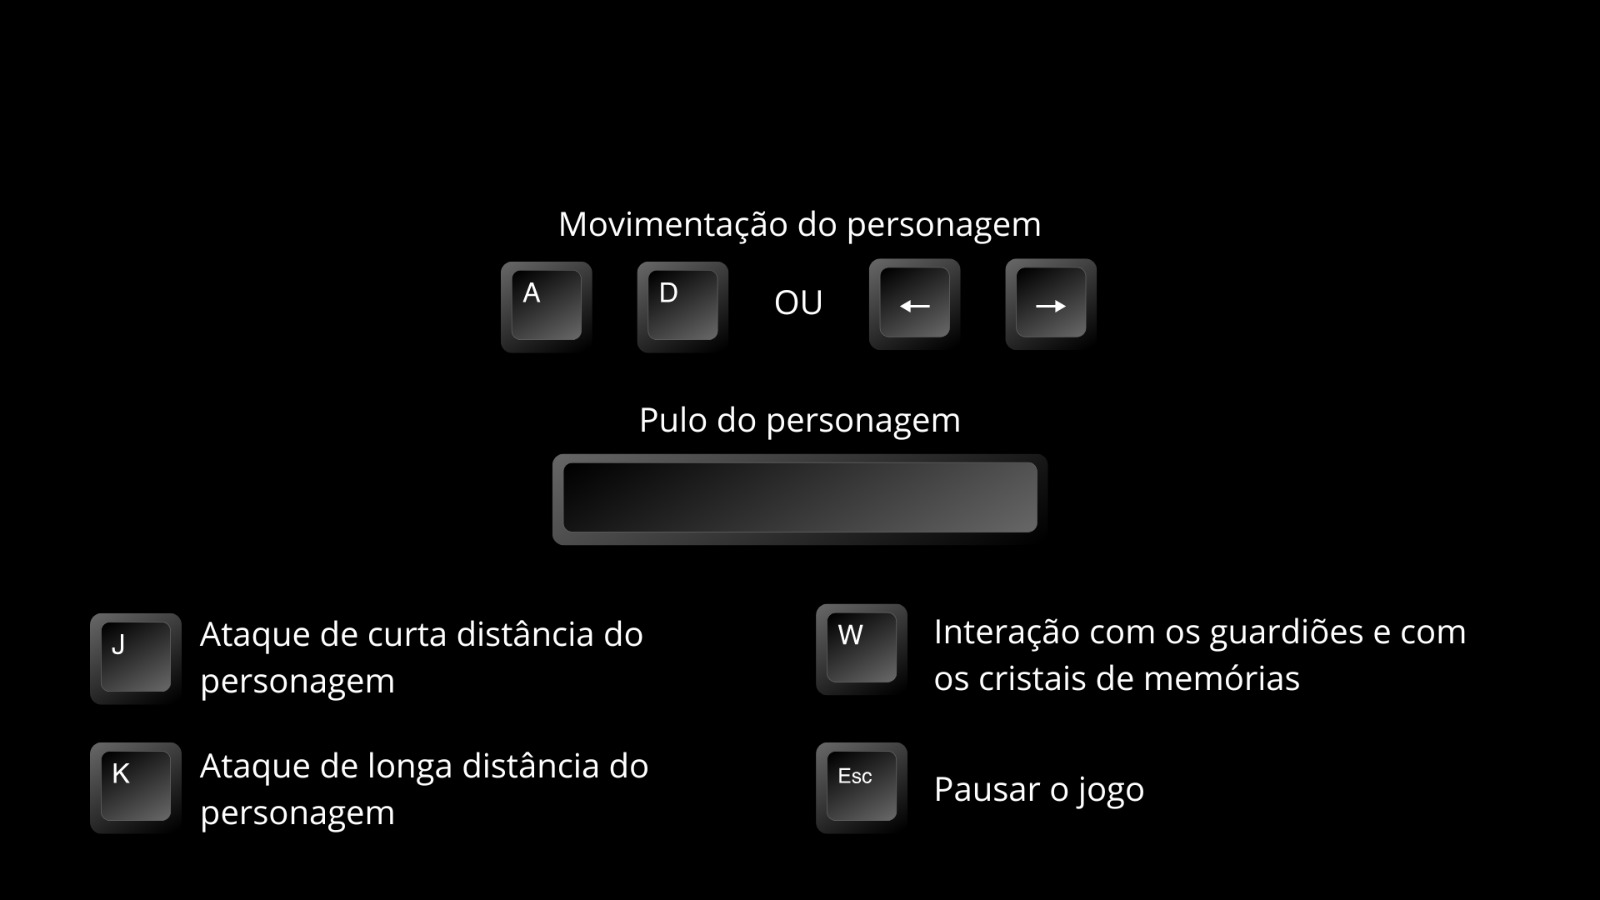 Movimentação do personagem
A D OU ← →
Pulo do personagem
J Ataque de curta distância do
personagem
W Interação com os guardiões e com
os cristais de memórias
K Ataque de longa distância do
personagem
Esc Pausar o jogo